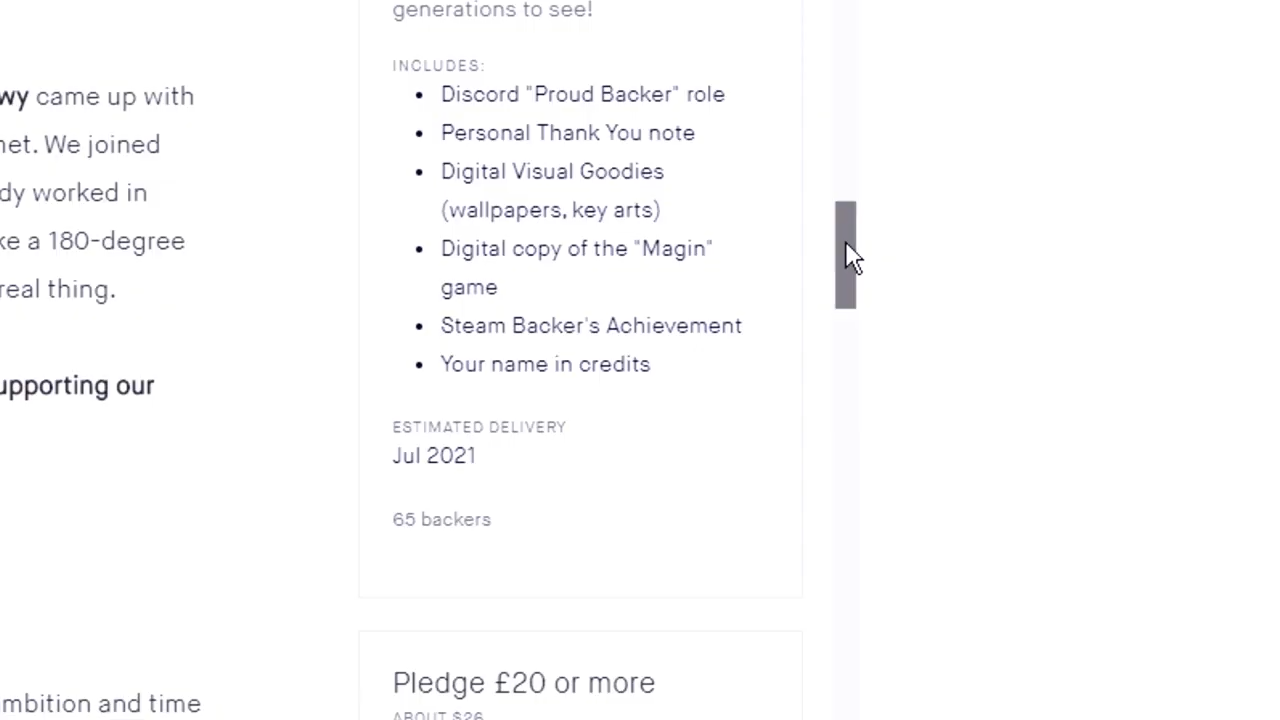 generations to see!
INCLUDES:
Discord "Proud Backer" role
Personal Thank You note
Digital Visual Goodies
(wallpapers, key arts)
Digital copy of the "Magin"
game
Steam Backer's Achievement
Your name in credits
ESTIMATED DELIVERY
Jul 2021
65 backers
Pledge £20 or more
ABOUT $26
wy came up with
net. We joined
dy worked in
ke a 180-degree
real thing.
upporting our
mbition and time